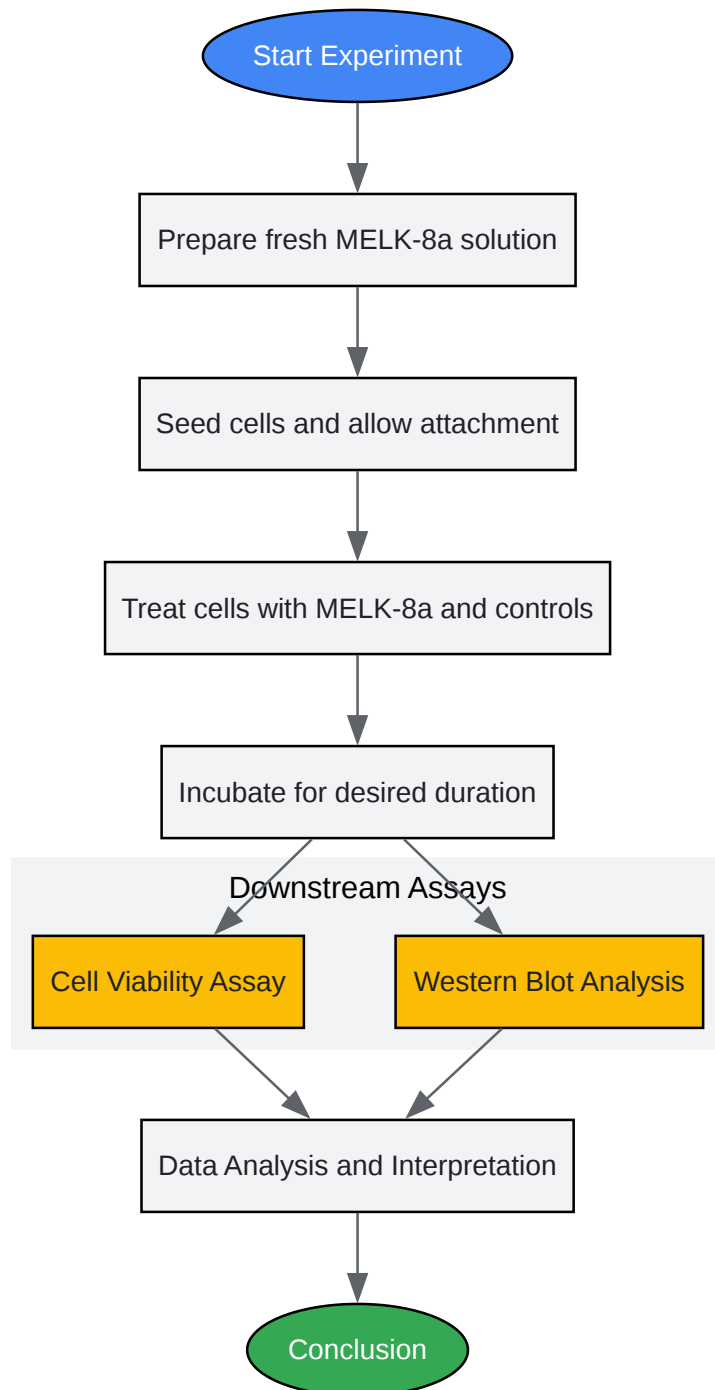 Start Experiment
Prepare fresh MELK-8a solution
Seed cells and allow attachment
Treat cells with MELK-8a and controls
Incubate for desired duration
Downstream Assays
Cell Viability Assay
Western Blot Analysis
Data Analysis and Interpretation
Conclusion